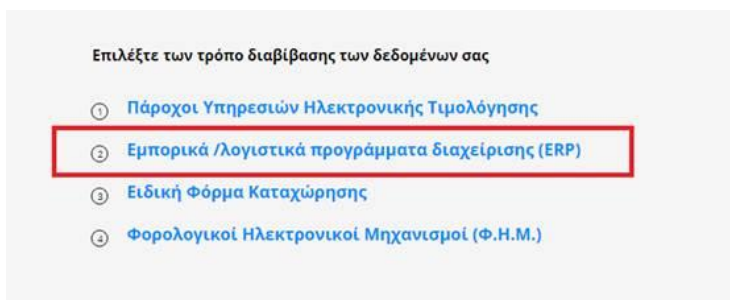 Επιλέξτε των τρόπο διαβίβασης των δεδομένων σας
1 Πάροχοι Υπηρεσιών Ηλεκτρονικής Τιμολόγησης
2 Εμπορικά /λογιστικά προγράμματα διαχείρισης (ERP)
3 Ειδική Φόρμα Καταχώρησης
4 Φορολογικοί Ηλεκτρονικοί Μηχανισμοί (Φ.Η.Μ.)